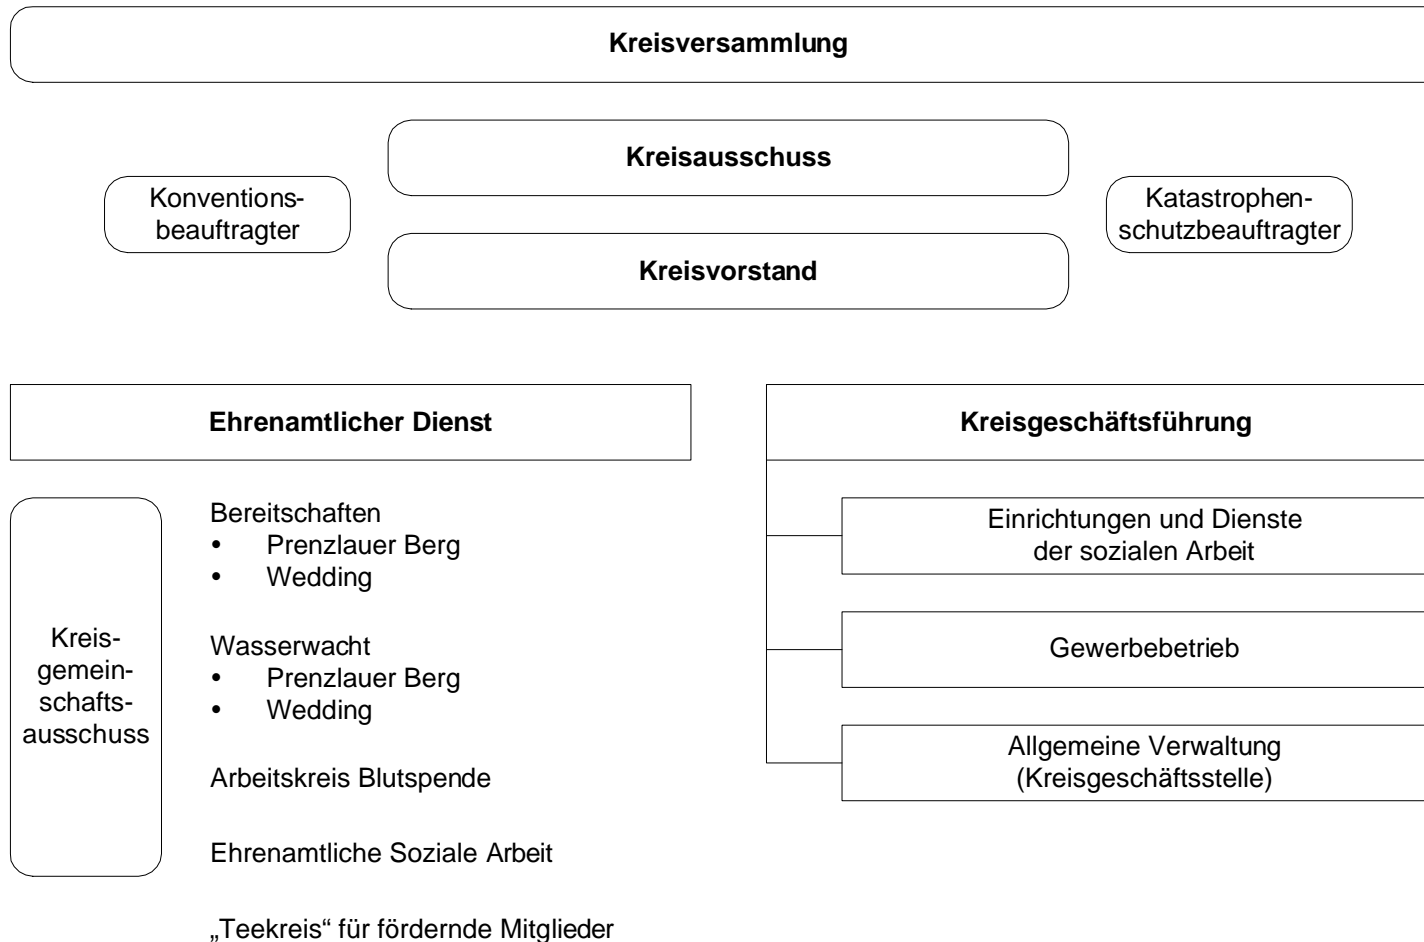 Kreisversammlung
Kreisausschuss
Konventions-
beauftragter
Katastrophen-
schutzbeauftragter
Kreisvorstand
Ehrenamtlicher Dienst
Kreis-
gemein-
schafts-
ausschuss
Bereitschaften
• Prenzlauer Berg
• Wedding
Wasserwacht
• Prenzlauer Berg
• Wedding
Arbeitskreis Blutspende
Ehrenamtliche Soziale Arbeit
„Teekreis“ für fördernde Mitglieder
Kreisgeschäftsführung
Einrichtungen und Dienste
der sozialen Arbeit
Gewerbebetrieb
Allgemeine Verwaltung
(Kreisgeschäftsstelle)